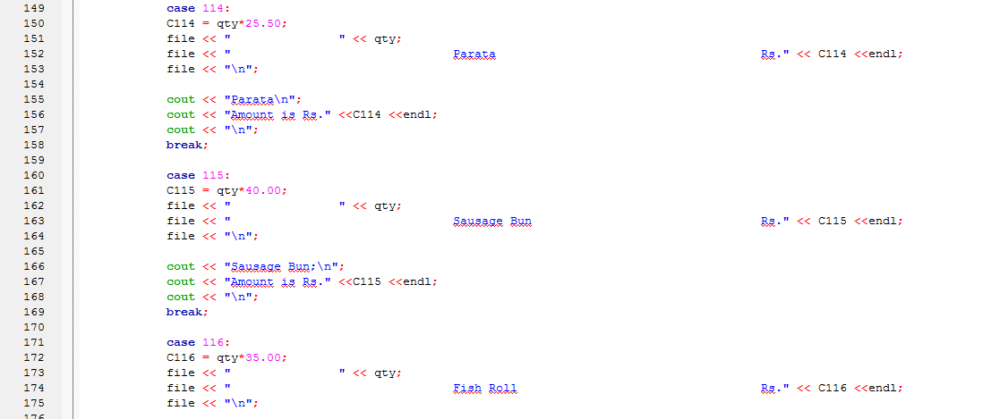 149 case 114:
150 C114 = qty*25.50;
151 file << "               " << qty;
152 file << "                               Parata                                     Rs." << C114 <<endl;
153 file << "\n";
154
155 cout << "Parata\n";
156 cout << "Amount is Rs." <<C114 <<endl;
157 cout << "\n";
158 break;
159
160 case 115:
161 C115 = qty*40.00;
162 file << "               " << qty;
163 file << "                               Sausage Bun                                Rs." << C115 <<endl;
164 file << "\n";
165
166 cout << "Sausage Bun;\n";
167 cout << "Amount is Rs." <<C115 <<endl;
168 cout << "\n";
169 break;
170
171 case 116:
172 C116 = qty*35.00;
173 file << "               " << qty;
174 file << "                               Fish Roll                                  Rs." << C116 <<endl;
175 file << "\n";
176